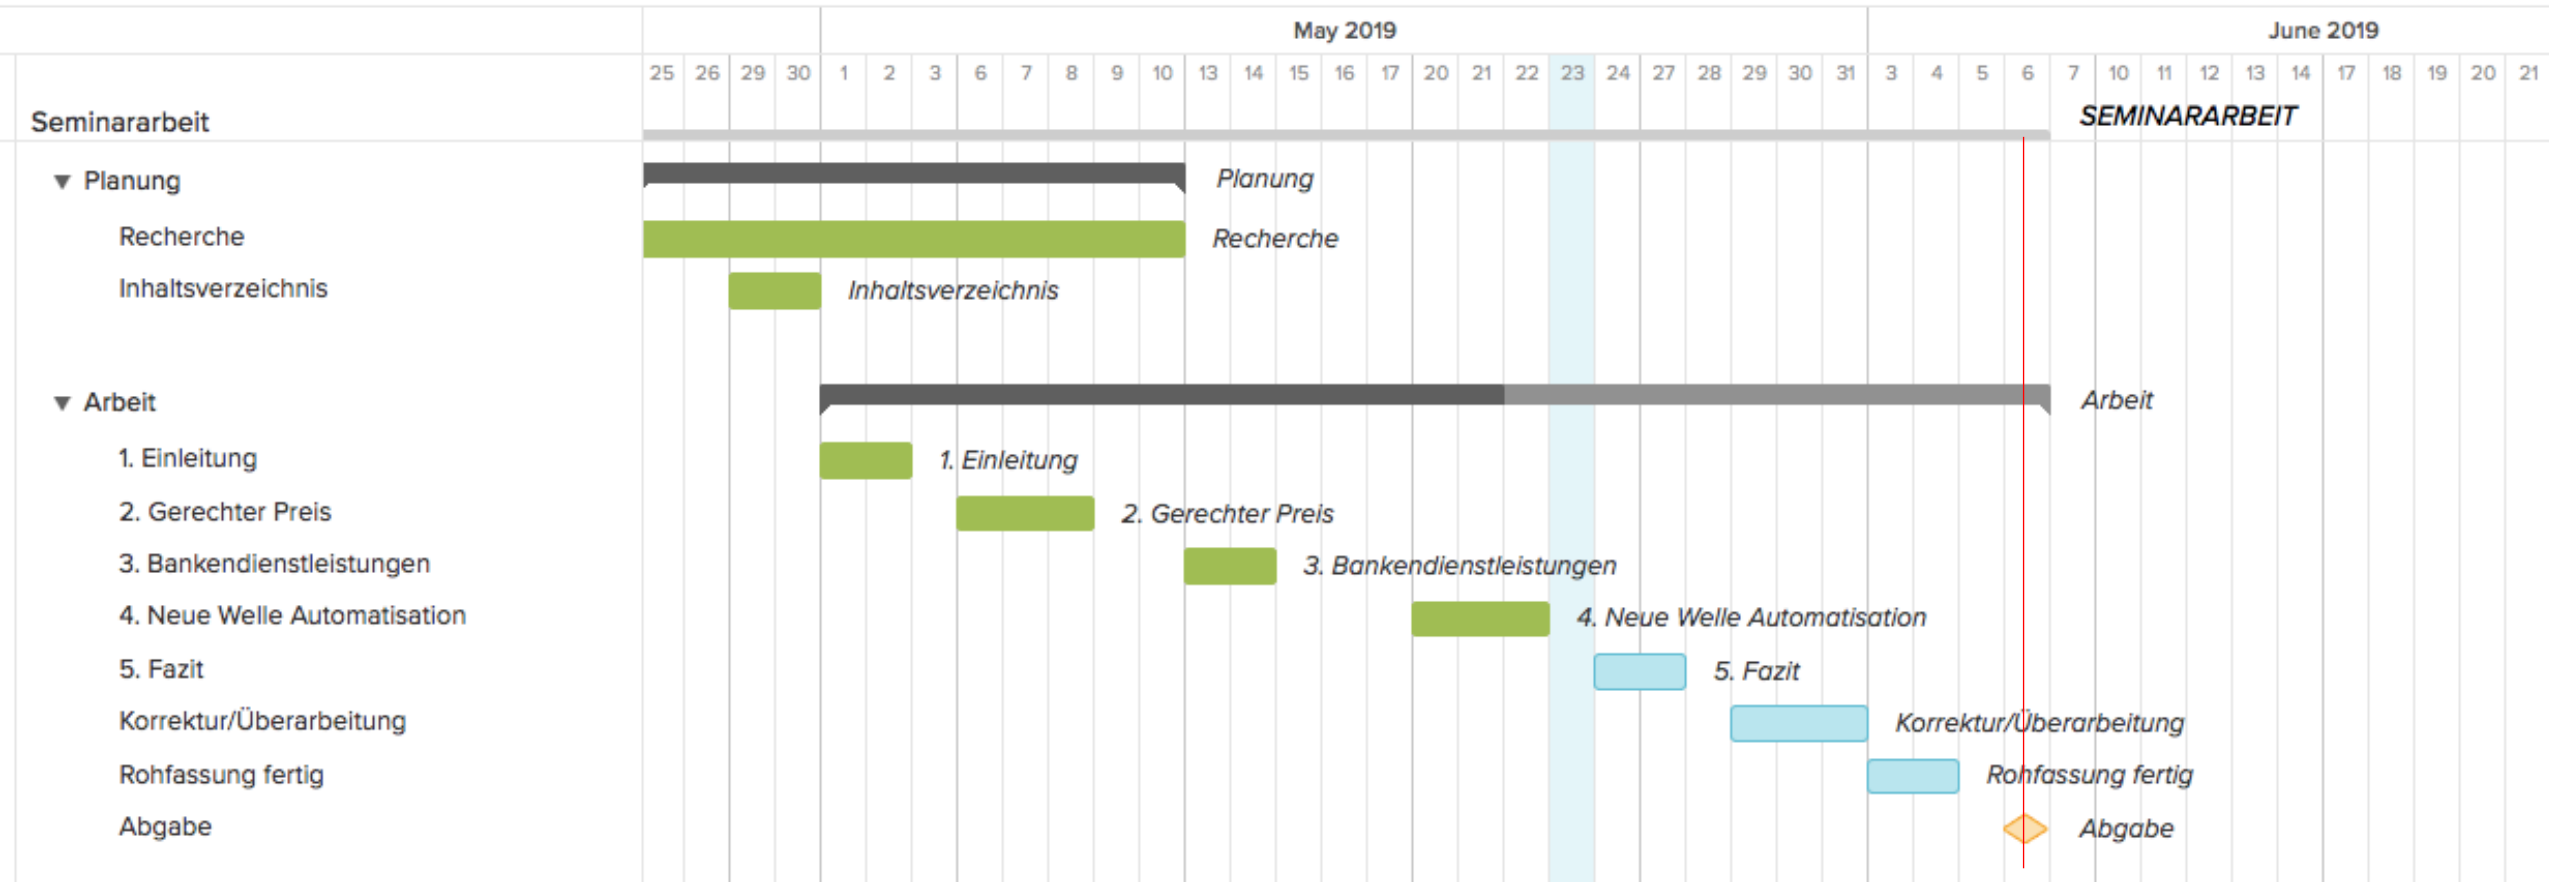 May 2019 June 2019
25 26 29 30 1 2 3 6 7 8 9 10 13 14 15 16 17 20 21 22 23 24 27 28 29 30 31 3 4 5 6 7 10 11 12 13 14 17 18 19 20 21
Seminararbeit SEMINARARBEIT
▼ Planung Planung
Recherche Recherche
Inhaltsverzeichnis Inhaltsverzeichnis
▼ Arbeit Arbeit
1. Einleitung 1. Einleitung
2. Gerechter Preis 2. Gerechter Preis
3. Bankendienstleistungen 3. Bankendienstleistungen
4. Neue Welle Automatisation 4. Neue Welle Automatisation
5. Fazit 5. Fazit
Korrektur/Überarbeitung Korrektur/Überarbeitung
Rohfassung fertig Rohfassung fertig
Abgabe Abgabe